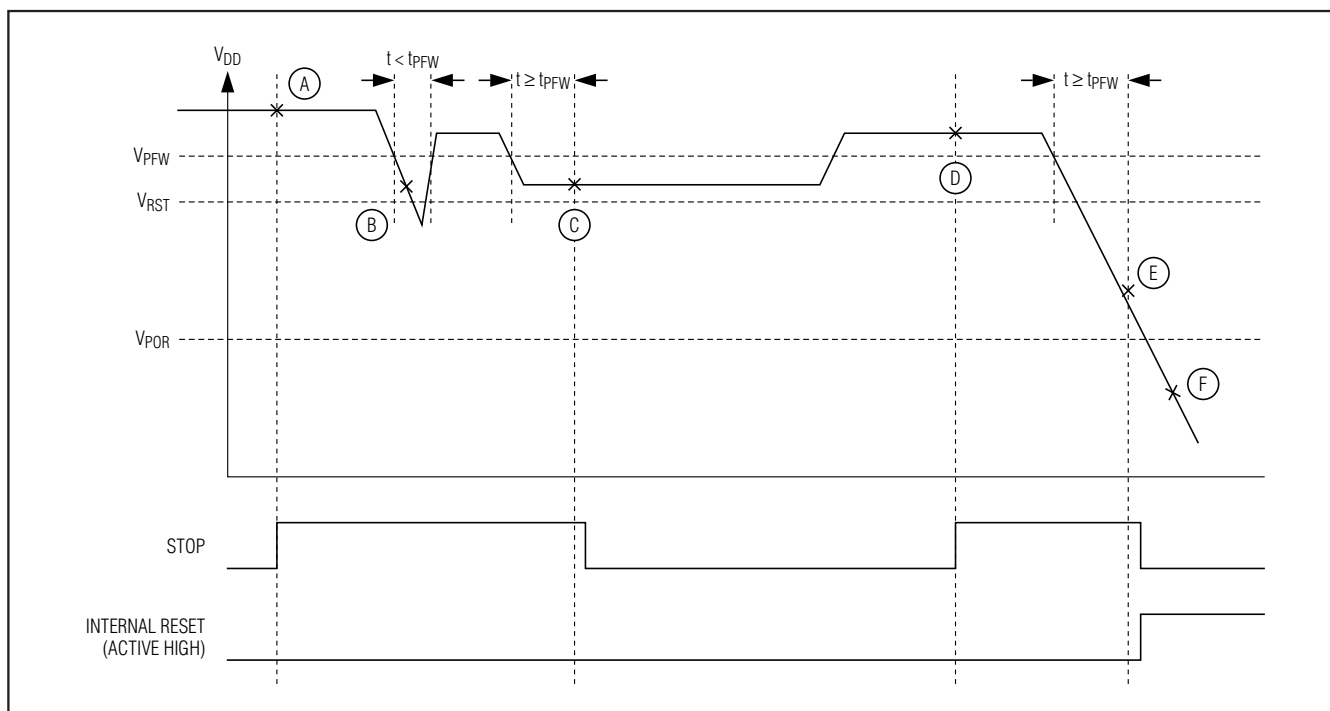 VDD
A
t < tPFW
t ≥ tPFW
t ≥ tPFW
VPFW
D
VRST
B
C
E
VPOR
F
STOP
INTERNAL RESET
(ACTIVE HIGH)